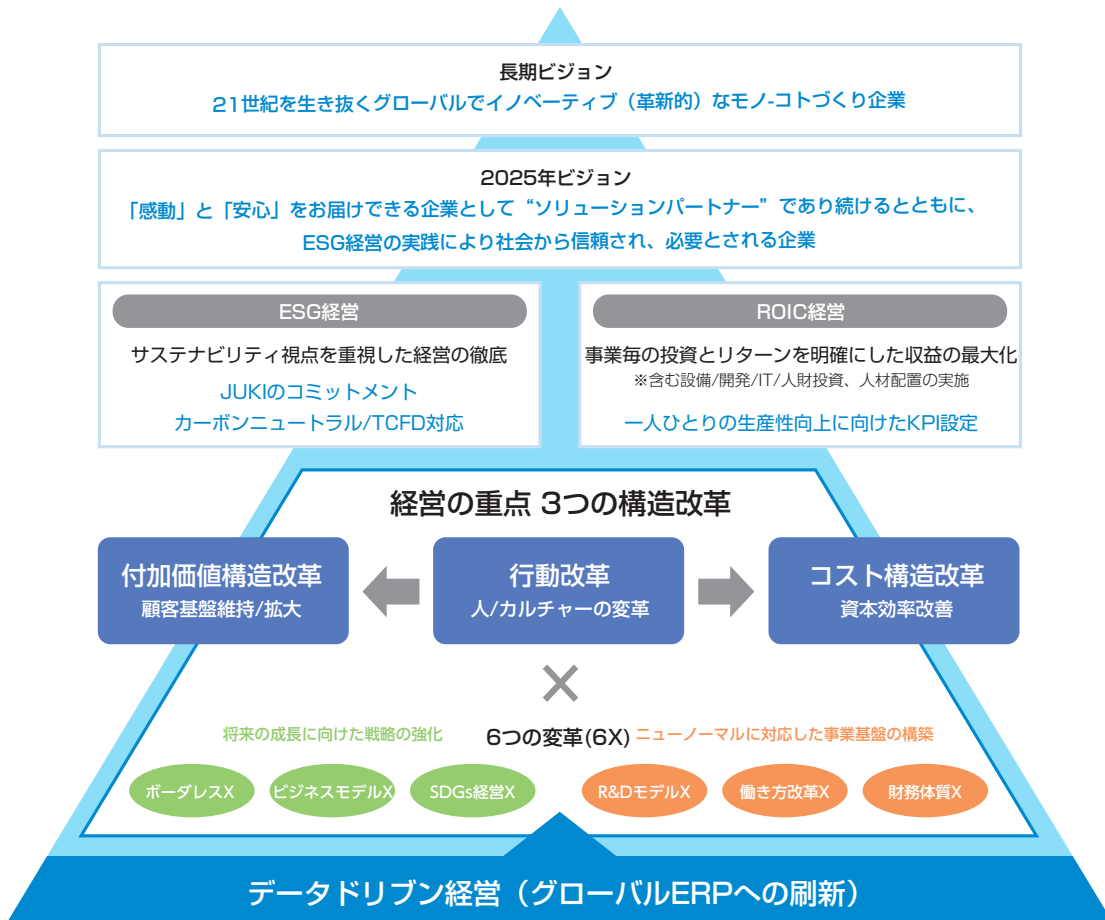 長期ビジョン
21世紀を生き抜くグローバルでイノベーティブ（革新的）なモノ-コトづくり企業
2025年ビジョン
「感動」と「安心」をお届けできる企業として“ソリューションパートナー”であり続けるとともに、
ESG経営の実践により社会から信頼され、必要とされる企業
ESG経営
サステナビリティ視点を重視した経営の徹底
JUKIのコミットメント
カーボンニュートラル/TCFD対応
ROIC経営
事業毎の投資とリターンを明確にした収益の最大化
※含む設備/開発/IT/人財投資、人材配置の実施
一人ひとりの生産性向上に向けたKPI設定
経営の重点 3つの構造改革
付加価値構造改革
顧客基盤維持/拡大
行動改革
人/カルチャーの変革
コスト構造改革
資本効率改善
×
将来の成長に向けた戦略の強化
6つの変革(6X)
ニューノーマルに対応した事業基盤の構築
ボーダレスX
ビジネスモデルX
SDGs経営X
R&DモデルX
働き方改革X
財務体質X
データドリブン経営（グローバルERPへの刷新）